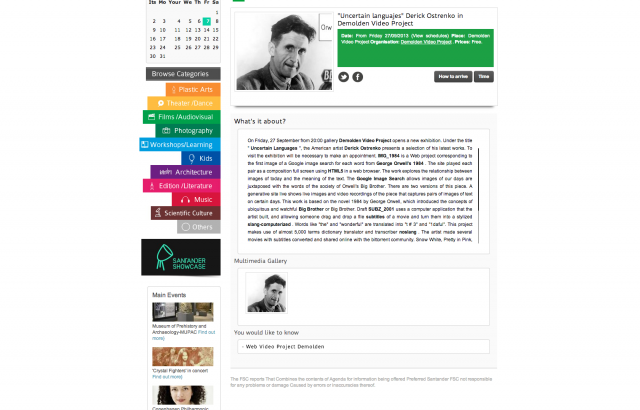 Its Mo Your We Th Fr Sa
1
2 3 4 5 6 7 8
9 10 11 12 13 14 15
16 17 18 19 20 21 22
23 24 25 26 27 28 29
30 31
Browse Categories
Plastic Arts
Theater /Dance
Films /Audiovisual
Photography
Workshops/Learning
Kids
Architecture
Edition /Literature
Music
Scientific Culture
Others
SANTANDER
SHOWCASE
Main Events
Museum of Prehistory and
Archaeology-MUPAC Find out
more]
'Crystal Fighters' in concert
Find out more]
Copenhagen Philharmonic
"Uncertain languajes" Derick Ostrenko in
Demolden Video Project
Date: From Friday 27/09/2013 (View schedules) Place: Demolden
Video Project Organisation: Demolden Video Project . Prices: Free.
How to arrive
Time
What's it about?
On Friday, 27 September from 20:00 gallery Demolden Video Project opens a new exhibition. Under the title
" Uncertain Languages ", the American artist Derick Ostrenko presents a selection of his latest works. To
visit the exhibition will be necessary to make an appointment. IMG_1984 is a Web project corresponding to
the first image of a Google image search for each word from George Orwell's 1984 . The site played each
pair as a composition full screen using HTML5 in a web browser. The work explores the relationship between
images of today and the meaning of the text. The Google Image Search allows images of our days are
juxtaposed with the words of the society of Orwell's Big Brother. There are two versions of this piece. A
generative site live shows live images and video recordings of the piece that captures pairs of images of text
on certain days. This work is based on the novel 1984 by George Orwell, which introduced the concepts of
ubiquitous and watchful Big Brother or Big Brother. Draft SUBZ_2001 uses a computer application that the
artist built, and allowing someone drag and drop a file subtitles of a movie and turn them into a stylized
slang-computerized . Words like "the" and "wonderful" are translated into "t # 3" and "1 daful" . This project
makes use of almost 5,000 terms dictionary translator and transcriber noslang . The artist made several
movies with subtitles converted and shared online with the bittorrent community. Snow White, Pretty in Pink,
Multimedia Gallery
You would like to know
- Web Video Project Demolden
The FSC reports That Combines the contents of Agenda for information being offered. Preferred Santander FSC not responsible
for any problems or damage Caused by errors or inaccuracies thereof.